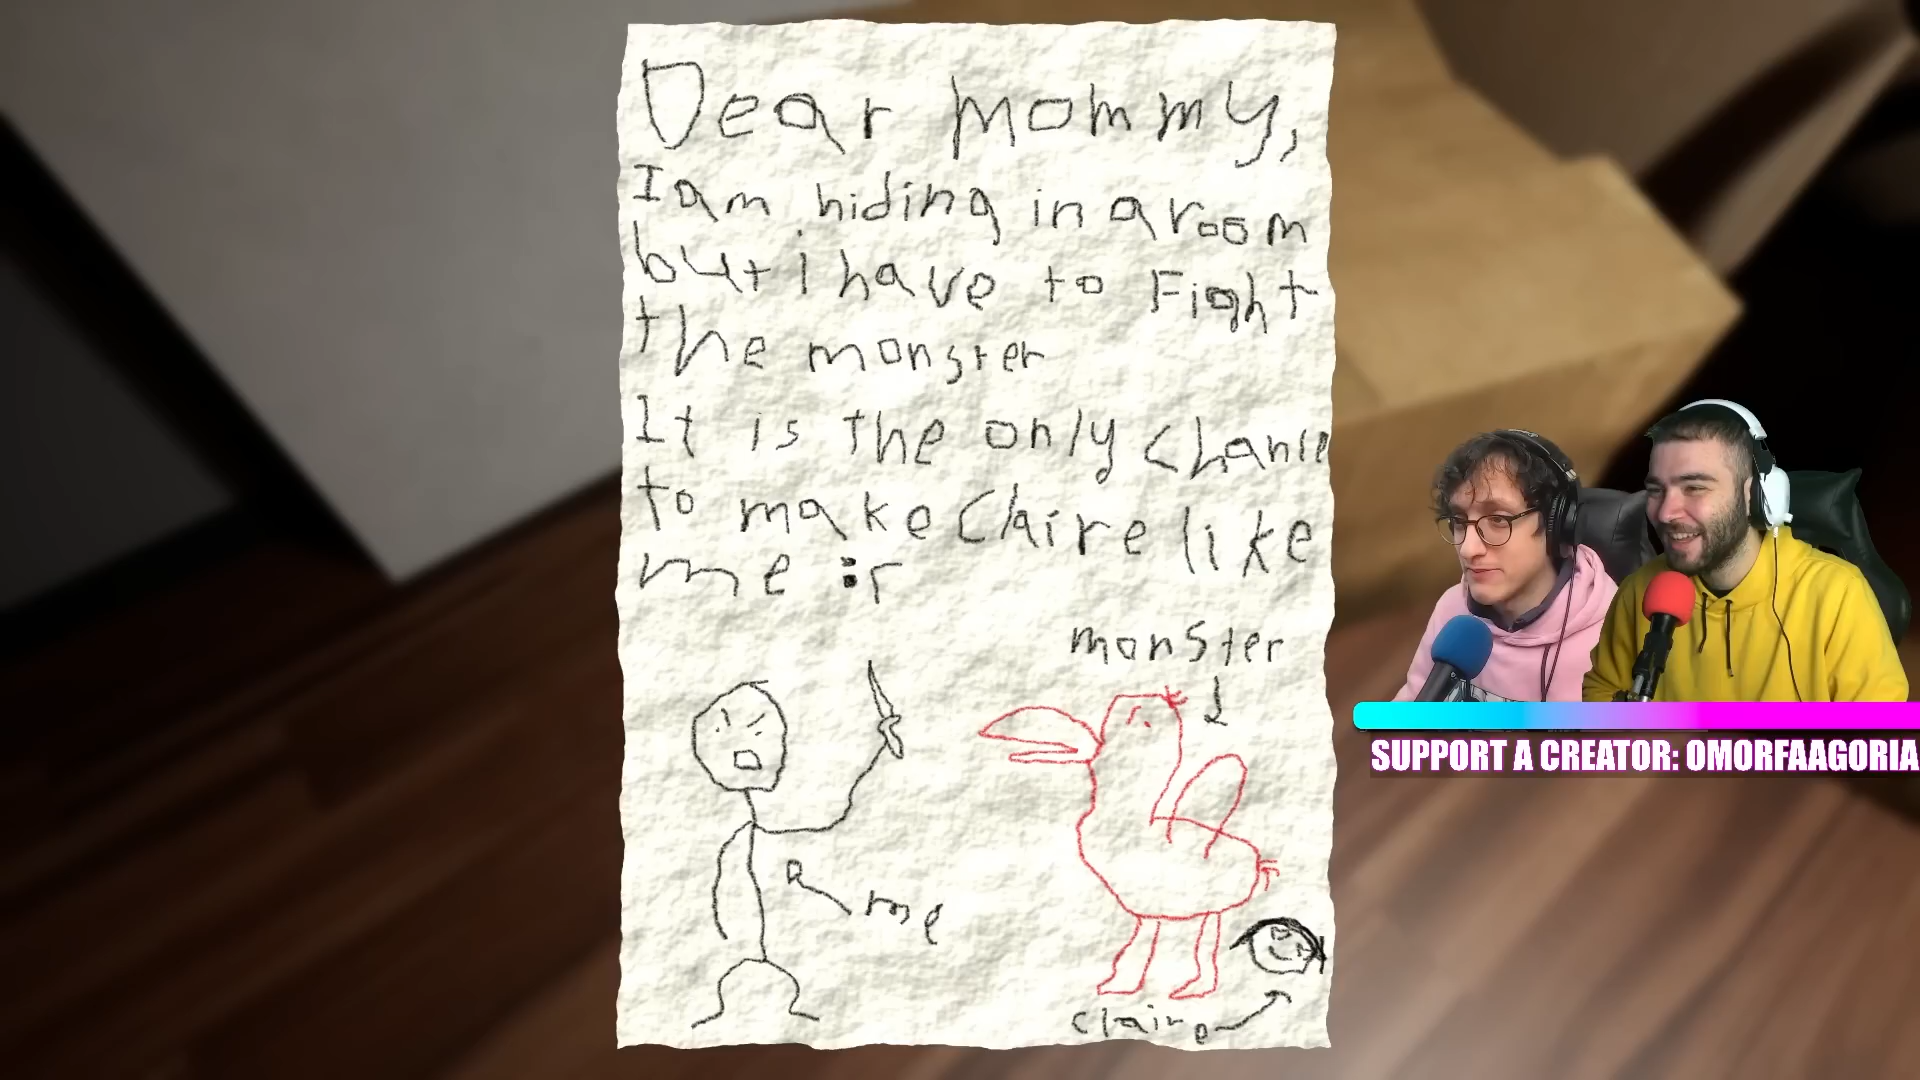 Dear Mommy,
I am hiding in a room
but i have to Fight
the monster
It is the only chance
to make Claire like
me :r
monster
me
claire
SUPPORT A CREATOR: OMORFAAGORIA